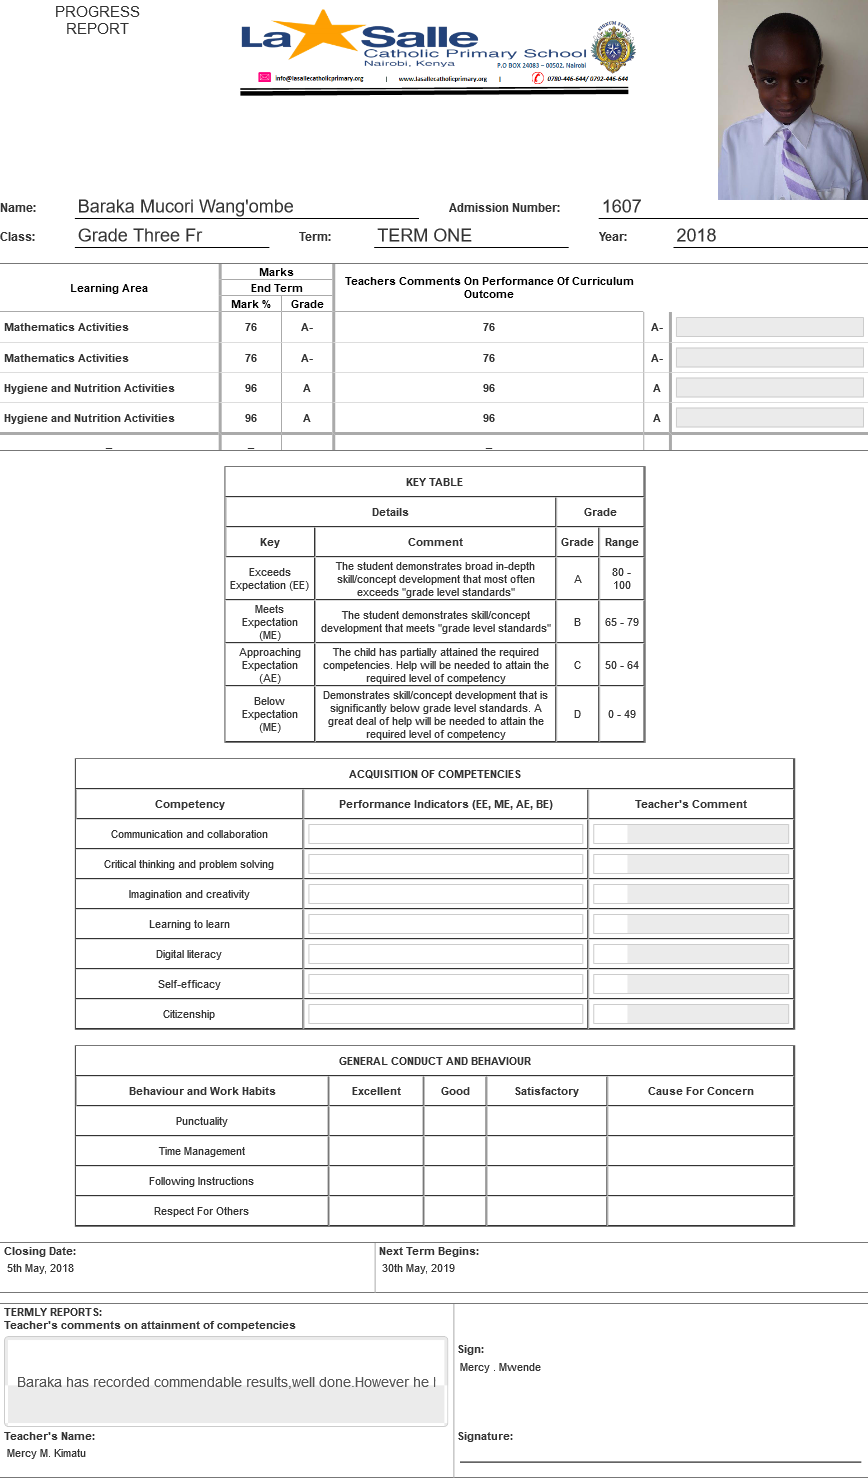 PROGRESS
REPORT
La Salle
Catholic Primary School
Nairobi, Kenya
P.O BOX 24083 – 00502, Nairobi
info@lasallecatholicprimary.org | www.lasallecatholicprimary.org | 0780-446-644/ 0792-446-644
Name: Baraka Mucori Wang'ombe Admission Number: 1607
Class: Grade Three Fr Term: TERM ONE Year: 2018
Learning Area Marks Teachers Comments On Performance Of Curriculum Outcome
End Term
Mark % Grade
Mathematics Activities 76 A- 76 A-
Mathematics Activities 76 A- 76 A-
Hygiene and Nutrition Activities 96 A 96 A
Hygiene and Nutrition Activities 96 A 96 A
_ _ _
KEY TABLE
Details Grade
Key Comment Grade Range
Exceeds Expectation (EE) The student demonstrates broad in-depth skill/concept development that most often exceeds "grade level standards" A 80 - 100
Meets Expectation (ME) The student demonstrates skill/concept development that meets "grade level standards" B 65 - 79
Approaching Expectation (AE) The child has partially attained the required competencies. Help will be needed to attain the required level of competency C 50 - 64
Below Expectation (ME) Demonstrates skill/concept development that is significantly below grade level standards. A great deal of help will be needed to attain the required level of competency D 0 - 49
ACQUISITION OF COMPETENCIES
Competency Performance Indicators (EE, ME, AE, BE) Teacher's Comment
Communication and collaboration
Critical thinking and problem solving
Imagination and creativity
Learning to learn
Digital literacy
Self-efficacy
Citizenship
GENERAL CONDUCT AND BEHAVIOUR
Behaviour and Work Habits Excellent Good Satisfactory Cause For Concern
Punctuality
Time Management
Following Instructions
Respect For Others
Closing Date: Next Term Begins:
5th May, 2018 30th May, 2019
TERMLY REPORTS:
Teacher's comments on attainment of competencies
Baraka has recorded commendable results,well done.However he
Sign:
Mercy . Mwende
Teacher's Name: Signature:
Mercy M. Kimatu